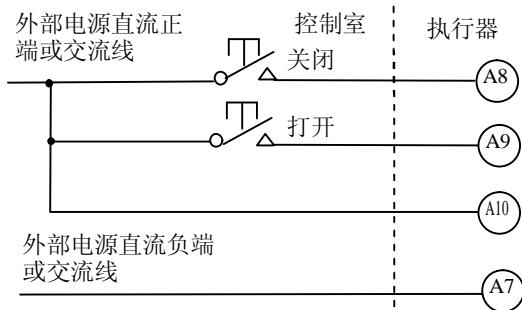 外部电源直流正
端或交流线
控制室
执行器
关闭
A8
打开
A9
A10
外部电源直流负端
或交流线
A7